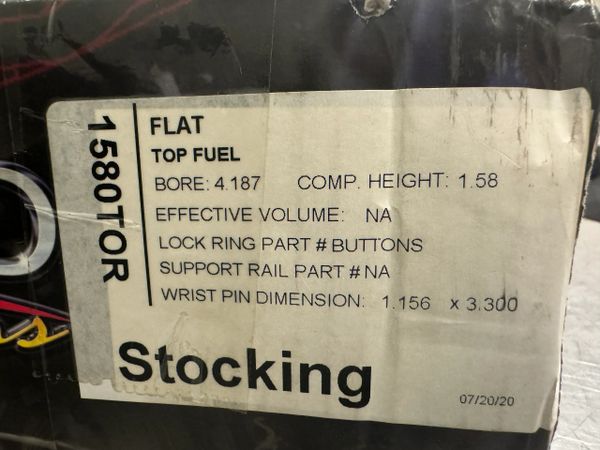 1580TOR
FLAT
TOP FUEL
BORE: 4.187 COMP. HEIGHT: 1.58
EFFECTIVE VOLUME: NA
LOCK RING PART # BUTTONS
SUPPORT RAIL PART # NA
WRIST PIN DIMENSION: 1.156 x 3.300
Stocking
07/20/20